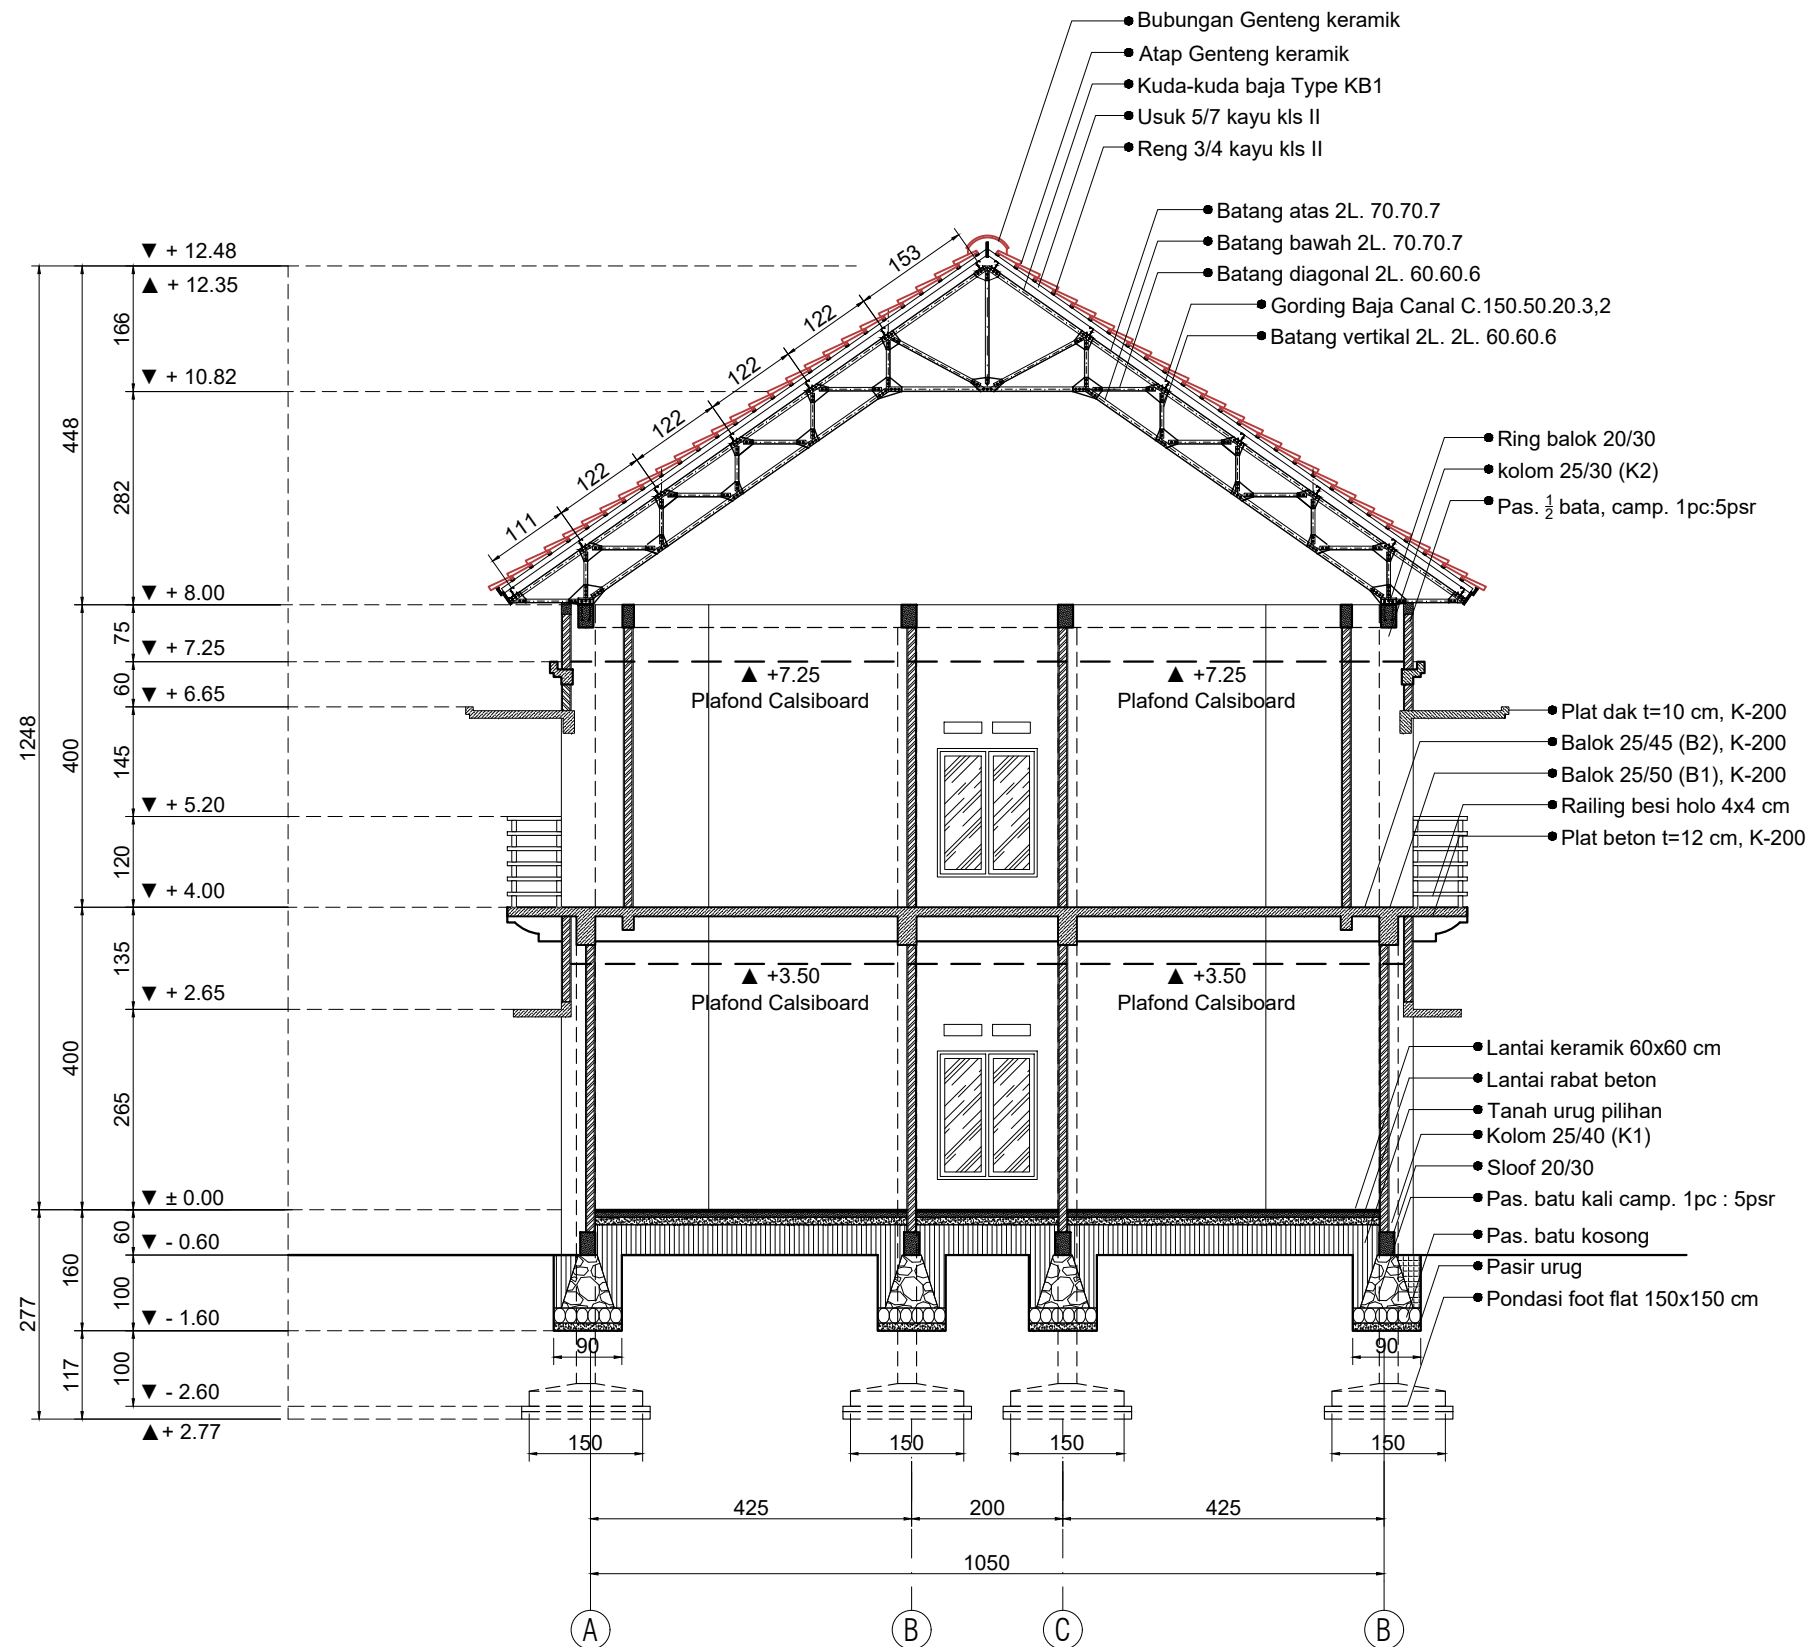 Bubungan Genteng keramik
Atap Genteng keramik
Kuda-kuda baja Type KB1
Usuk 5/7 kayu kls II
Reng 3/4 kayu kls II
Batang atas 2L. 70.70.7
Batang bawah 2L. 70.70.7
Batang diagonal 2L. 60.60.6
Gording Baja Canal C.150.50.20.3,2
Batang vertikal 2L. 2L. 60.60.6
Ring balok 20/30
kolom 25/30 (K2)
Pas. ½ bata, camp. 1pc:5psr
Plat dak t=10 cm, K-200
Balok 25/45 (B2), K-200
Balok 25/50 (B1), K-200
Railing besi holo 4x4 cm
Plat beton t=12 cm, K-200
Lantai keramik 60x60 cm
Lantai rabat beton
Tanah urug pilihan
Kolom 25/40 (K1)
Sloof 20/30
Pas. batu kali camp. 1pc : 5psr
Pas. batu kosong
Pasir urug
Pondasi foot flat 150x150 cm
▼ + 12.48
▲ + 12.35
▼ + 10.82
▼ + 8.00
▼ + 7.25
▼ + 6.65
▼ + 5.20
▼ + 4.00
▼ + 2.65
▼ ± 0.00
▼ - 0.60
▼ - 1.60
▼ - 2.60
▲ + 2.77
1248
277
448
400
400
160
117
166
282
75
60
145
120
135
265
60
100
100
153
122
122
122
122
111
▲ +7.25
Plafond Calsiboard
▲ +7.25
Plafond Calsiboard
▲ +3.50
Plafond Calsiboard
▲ +3.50
Plafond Calsiboard
90
90
150
150
150
150
425
200
425
1050
A
B
C
B